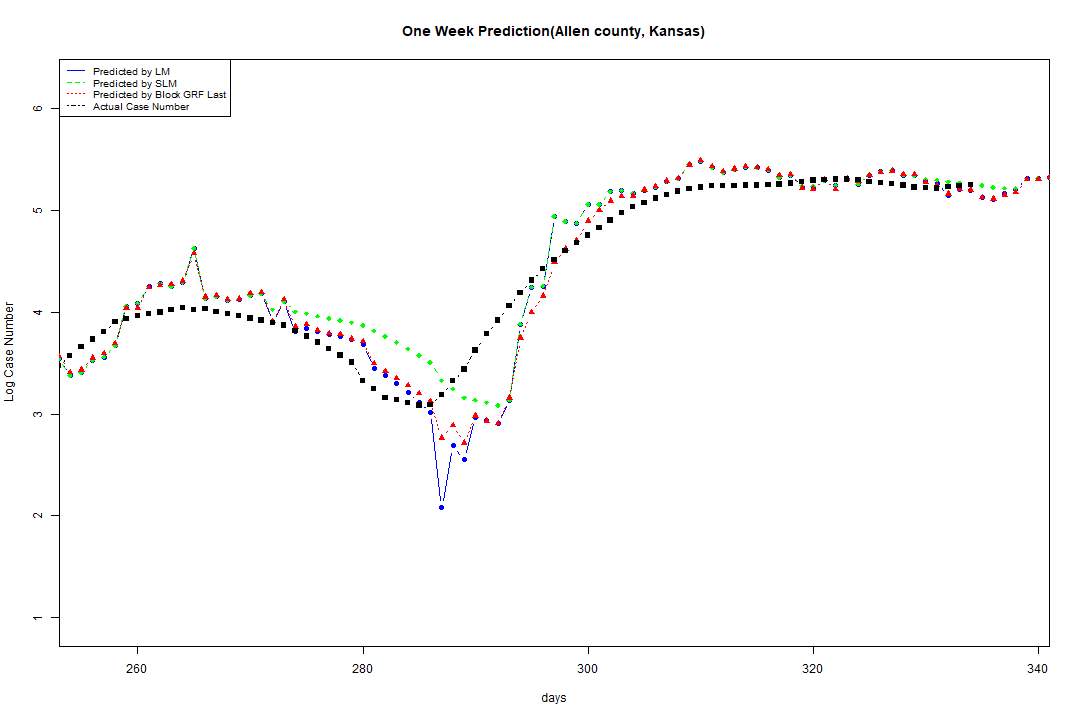 One Week Prediction(Allen county, Kansas)
Predicted by LM
Predicted by SLM
Predicted by Block GRF Last
Actual Case Number
6
5
4
3
2
1
Log Case Number
260 280 300 320 340
days